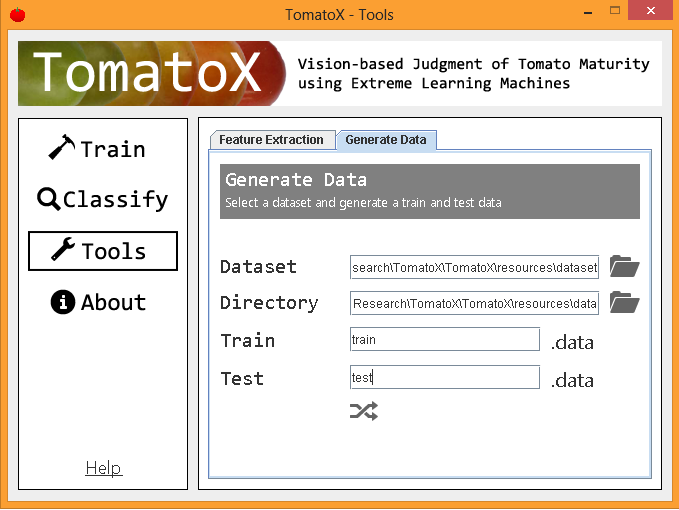 TomatoX - Tools
TomatoX
Vision-based Judgment of Tomato Maturity
using Extreme Learning Machines
Train
Classify
Tools
About
Help
Feature Extraction
Generate Data
Generate Data
Select a dataset and generate a train and test data
Dataset
search\TomatoX\TomatoX\resources\dataset
Directory
Research\TomatoX\TomatoX\resources\data
Train
train
.data
Test
test
.data